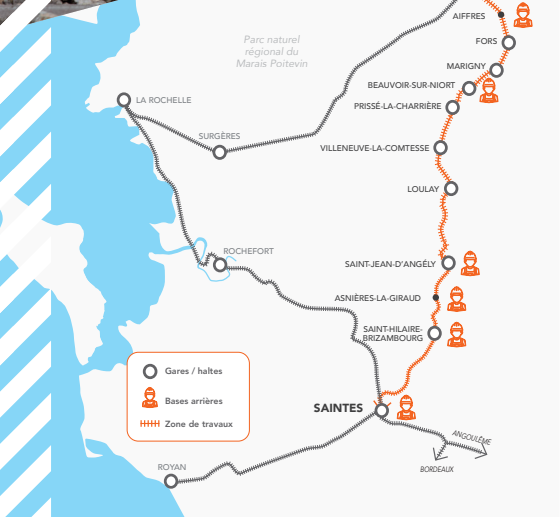 AIFFRES
FORS
Parc naturel
régional du
Marais Poitevin
MARIGNY
BEAUVOIR-SUR-NIORT
LA ROCHELLE
PRISSÉ-LA-CHARRIÈRE
SURGÈRES
VILLENEUVE-LA-COMTESSE
LOULAY
ROCHEFORT
SAINT-JEAN-D'ANGÉLY
ASNIÈRES-LA-GIRAUD
SAINT-HILAIRE-
BRIZAMBOURG
Gares / haltes
Bases arrières
Zone de travaux
SAINTES
ANGOULÊME
BORDEAUX
ROYAN